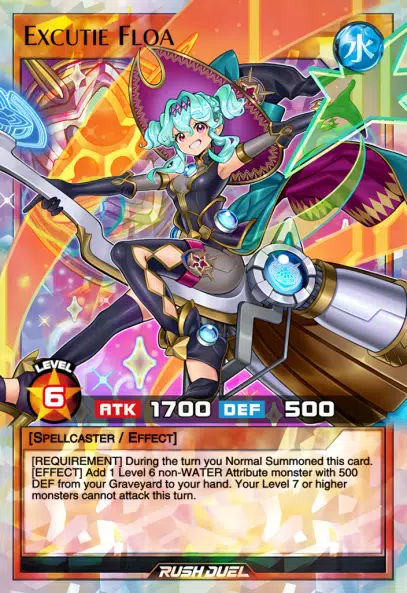 Excutie Floa
水
LEVEL
6
ATK 1700 DEF 500
[Spellcaster / Effect]
[REQUIREMENT] During the turn you Normal Summoned this card.
[EFFECT] Add 1 Level 6 non-WATER Attribute monster with 500
DEF from your Graveyard to your hand. Your Level 7 or higher
monsters cannot attack this turn.
RUSH DUEL